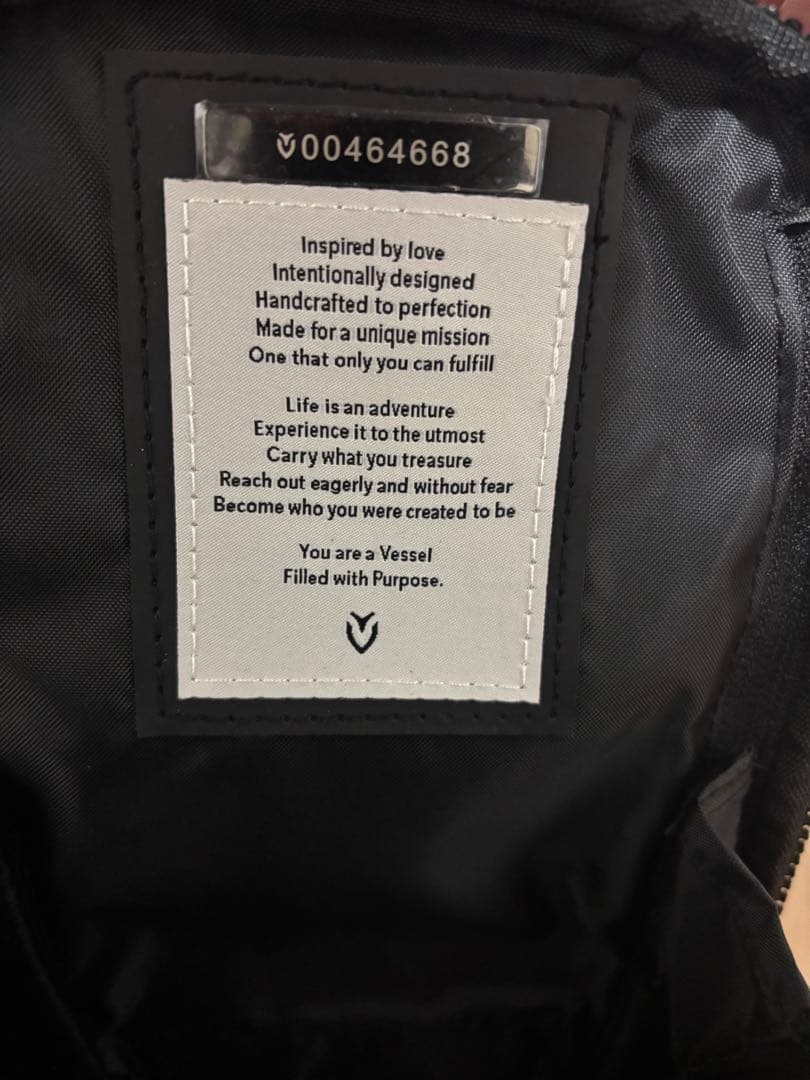 00464668
Inspired by love
Intentionally designed
Handcrafted to perfection
Made for a unique mission
One that only you can fulfill
Life is an adventure
Experience it to the utmost
Carry what you treasure
Reach out eagerly and without fear
Become who you were created to be
You are a Vessel
Filled with Purpose.